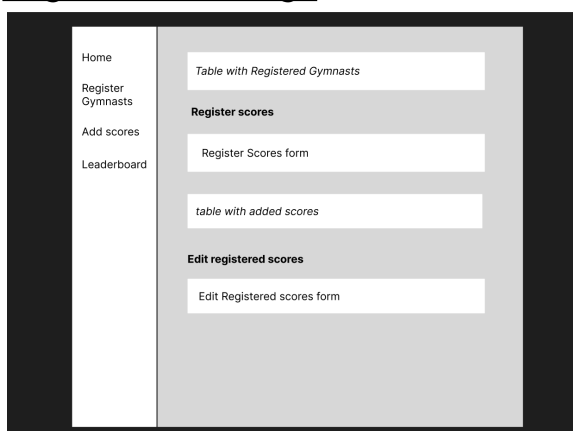 Home
Register
Gymnasts
Add scores
Leaderboard
Table with Registered Gymnasts
Register scores
Register Scores form
table with added scores
Edit registered scores
Edit Registered scores form